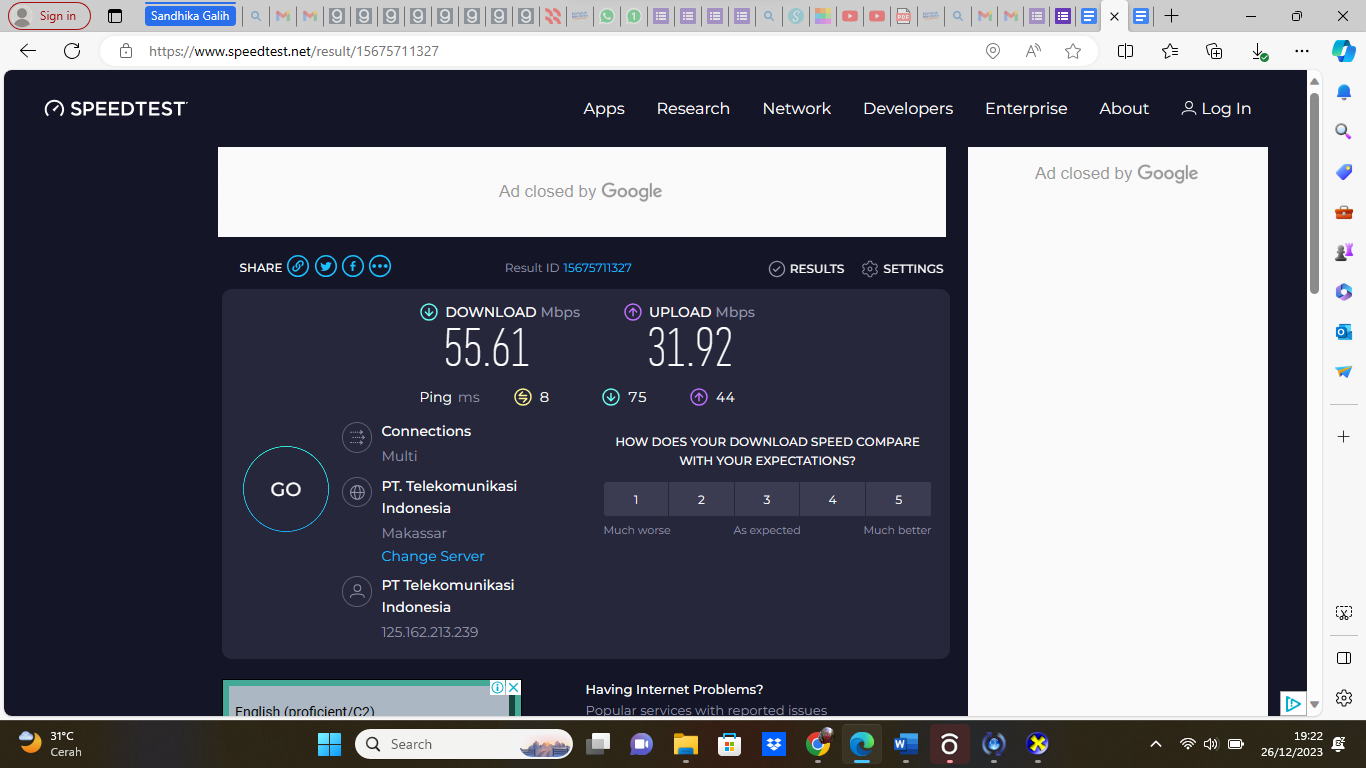 Sign in
Sandhika Galih
https://www.speedtest.net/result/15675711327
SPEEDTEST
Apps
Research
Network
Developers
Enterprise
About
Log In
Ad closed by Google
Ad closed by Google
SHARE
Result ID 15675711327
RESULTS
SETTINGS
DOWNLOAD Mbps
55.61
UPLOAD Mbps
31.92
Ping ms
8
75
44
GO
Connections
Multi
PT. Telekomunikasi
Indonesia
Makassar
Change Server
PT Telekomunikasi
Indonesia
125.162.213.239
HOW DOES YOUR DOWNLOAD SPEED COMPARE
WITH YOUR EXPECTATIONS?
1 2 3 4 5
Much worse
As expected
Much better
English (proficient/C2)
Having Internet Problems?
Popular services with reported issues
31°C
Cerah
Search
19:22
26/12/2023